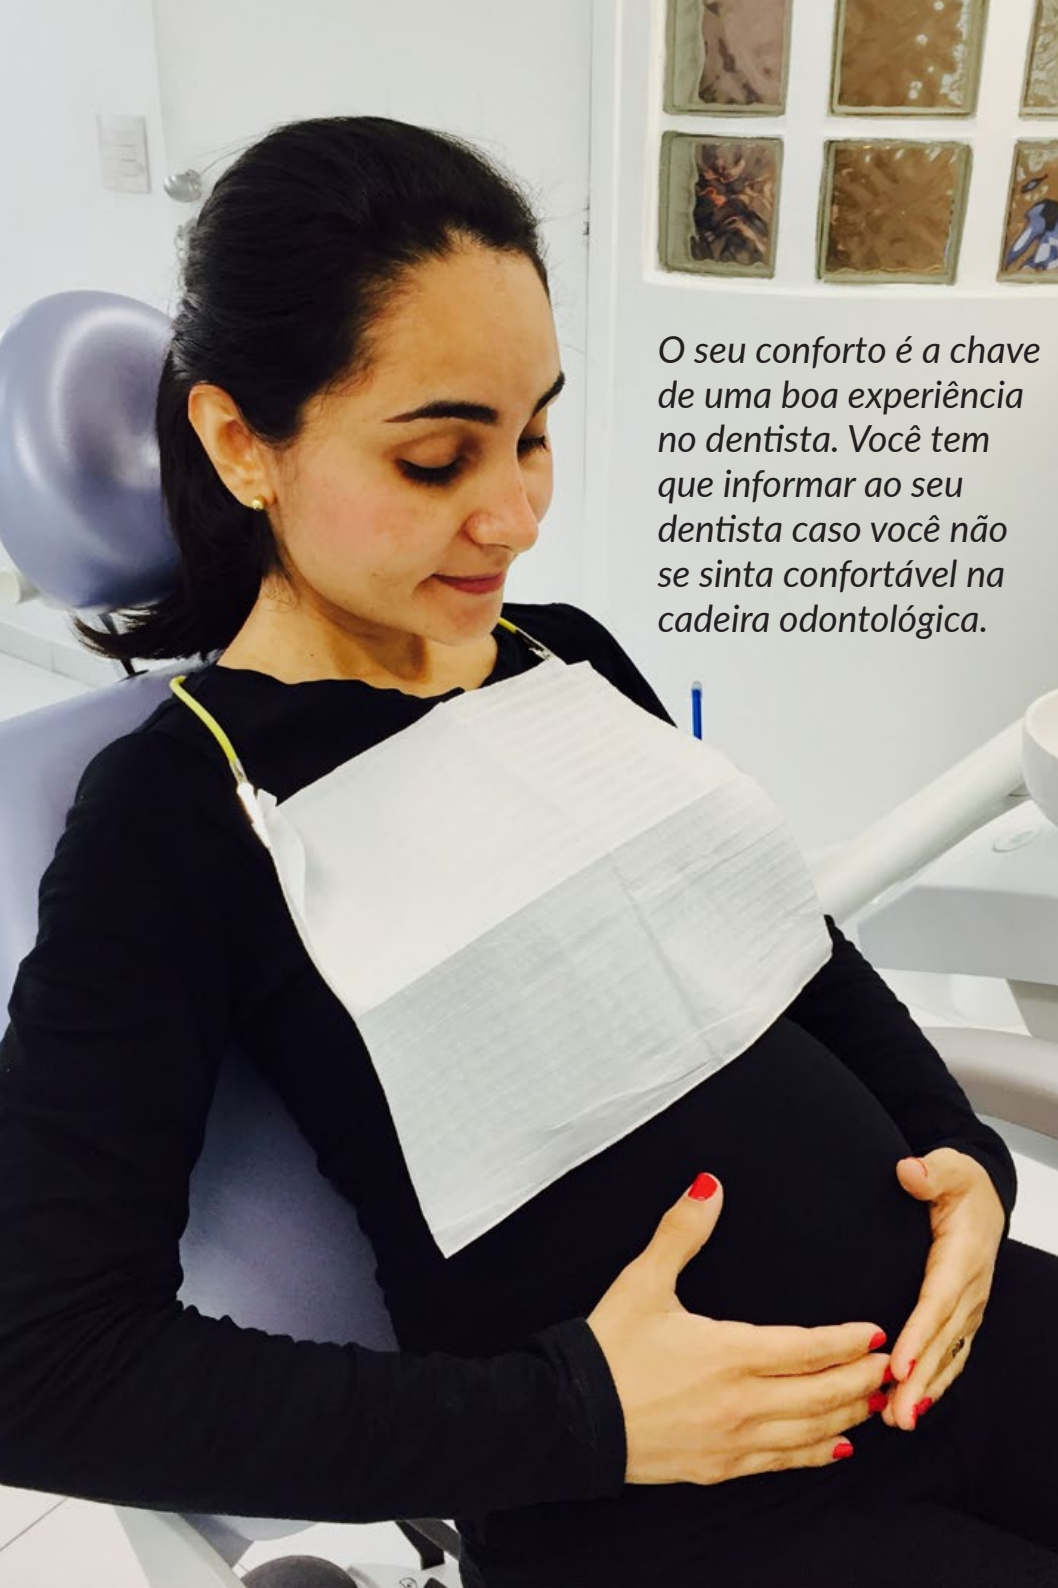 O seu conforto é a chave
de uma boa experiência
no dentista. Você tem
que informar ao seu
dentista caso você não
se sinta confortável na
cadeira odontológica.